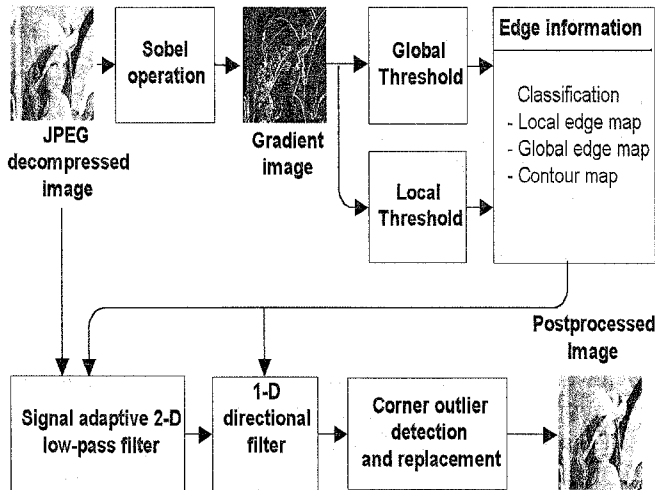 Sobel
operation
Global
Threshold
Edge information
Classification
- Local edge map
- Global edge map
- Contour map
JPEG
decompressed
image
Gradient
image
Local
Threshold
Postprocessed
Image
Signal adaptive 2-D
low-pass filter
1-D
directional
filter
Corner outlier
detection
and replacement